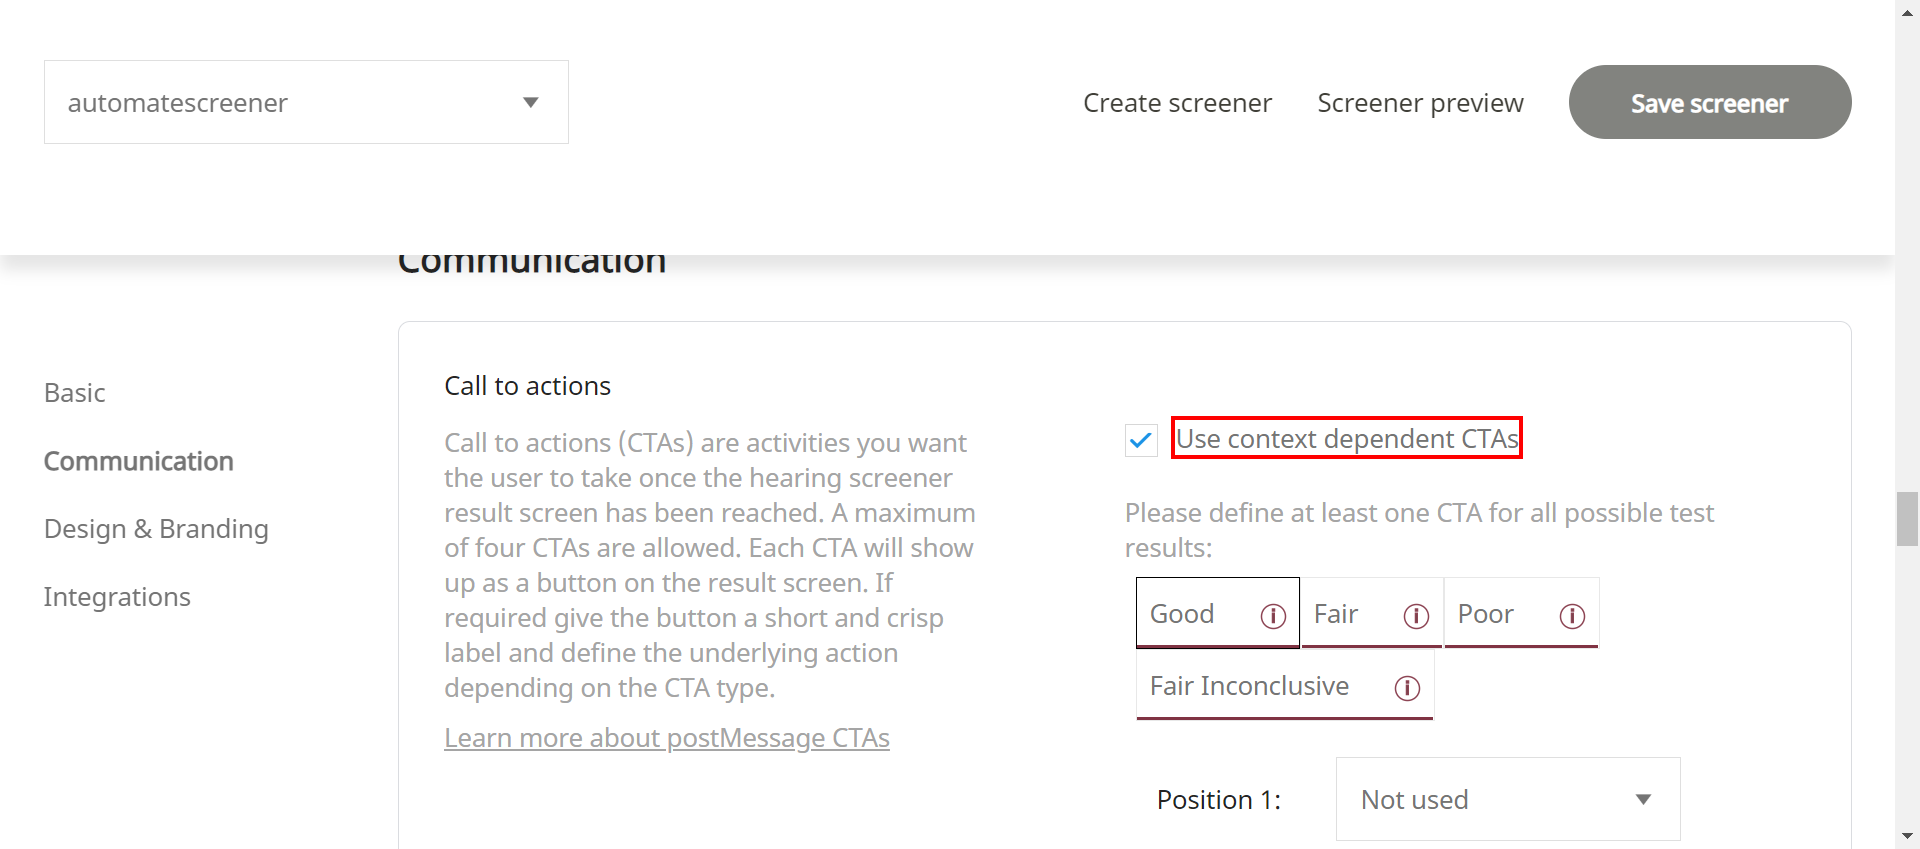 automatescreener
Create screener
Screener preview
Save screener
Communication
Basic
Communication
Design & Branding
Integrations
Call to actions
Call to actions (CTAs) are activities you want
the user to take once the hearing screener
result screen has been reached. A maximum
of four CTAs are allowed. Each CTA will show
up as a button on the result screen. If
required give the button a short and crisp
label and define the underlying action
depending on the CTA type.
Learn more about postMessage CTAs
Use context dependent CTAs
Please define at least one CTA for all possible test
results:
Good
Fair
Poor
Fair Inconclusive
Position 1:
Not used